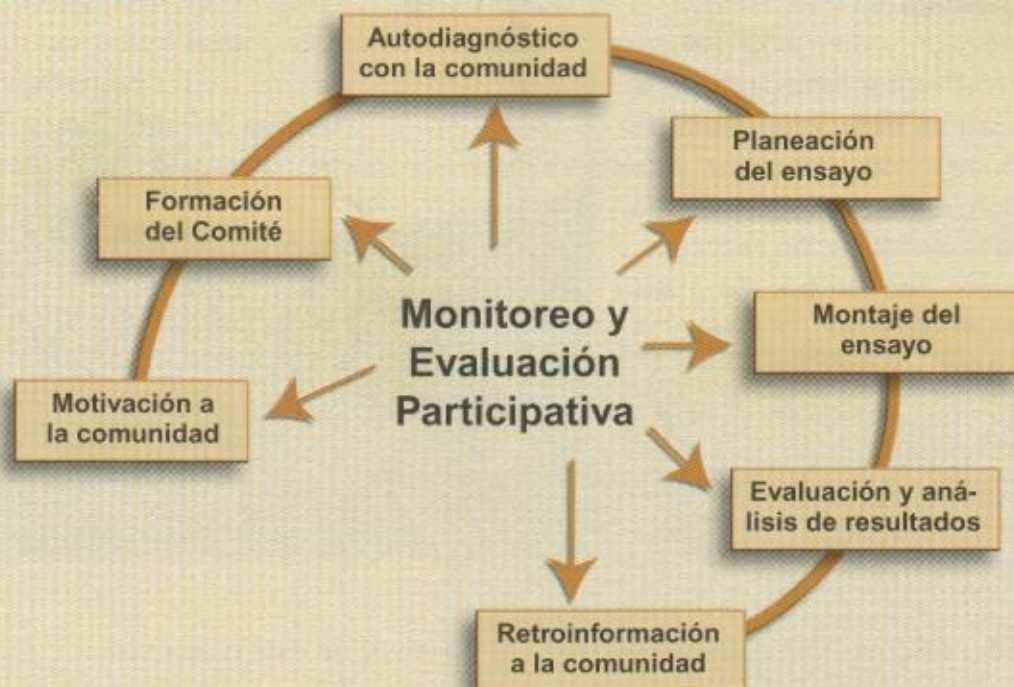 Autodiagnóstico
con la comunidad
Planeación
del ensayo
Formación
del Comité
Monitoreo y
Evaluación
Participativa
Montaje del
ensayo
Motivación a
la comunidad
Evaluación y aná-
lisis de resultados
Retroinformación
a la comunidad